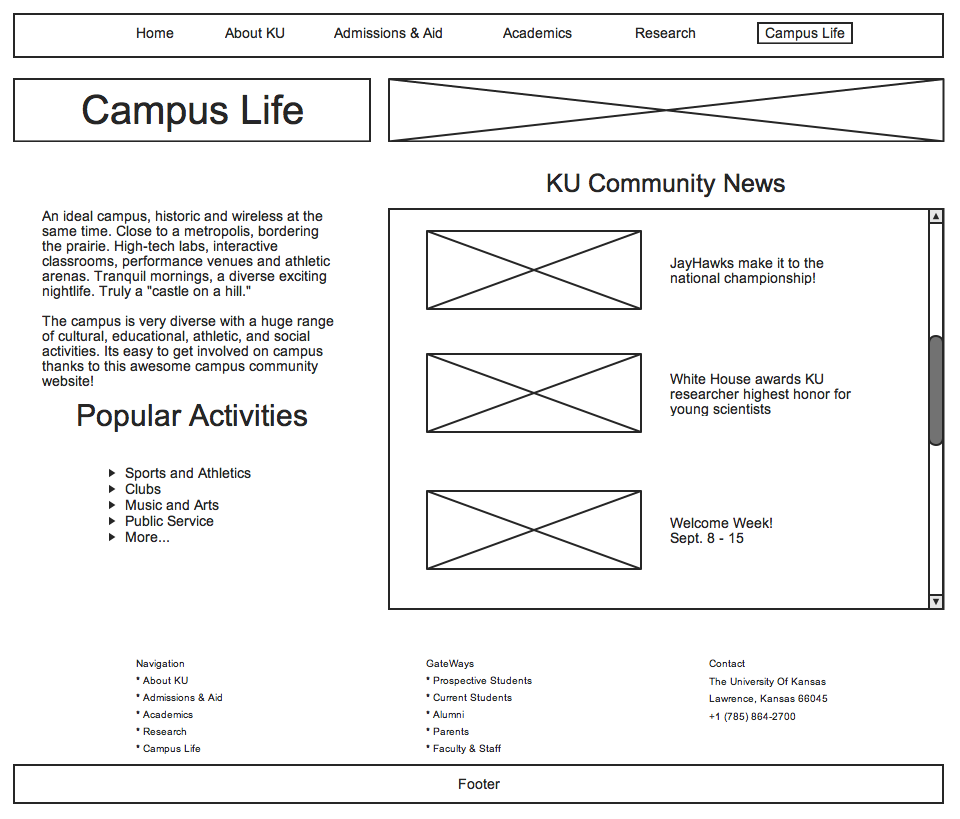 Home About KU Admissions & Aid Academics Research Campus Life
Campus Life
An ideal campus, historic and wireless at the
same time. Close to a metropolis, bordering
the prairie. High-tech labs, interactive
classrooms, performance venues and athletic
arenas. Tranquil mornings, a diverse exciting
nightlife. Truly a "castle on a hill."
The campus is very diverse with a huge range
of cultural, educational, athletic, and social
activities. Its easy to get involved on campus
thanks to this awesome campus community
website!
Popular Activities
Sports and Athletics
Clubs
Music and Arts
Public Service
More...
KU Community News
JayHawks make it to the
national championship!
White House awards KU
researcher highest honor for
young scientists
Welcome Week!
Sept. 8 - 15
Navigation
* About KU
* Admissions & Aid
* Academics
* Research
* Campus Life
GateWays
* Prospective Students
* Current Students
* Alumni
* Parents
* Faculty & Staff
Contact
The University Of Kansas
Lawrence, Kansas 66045
+1 (785) 864-2700
Footer